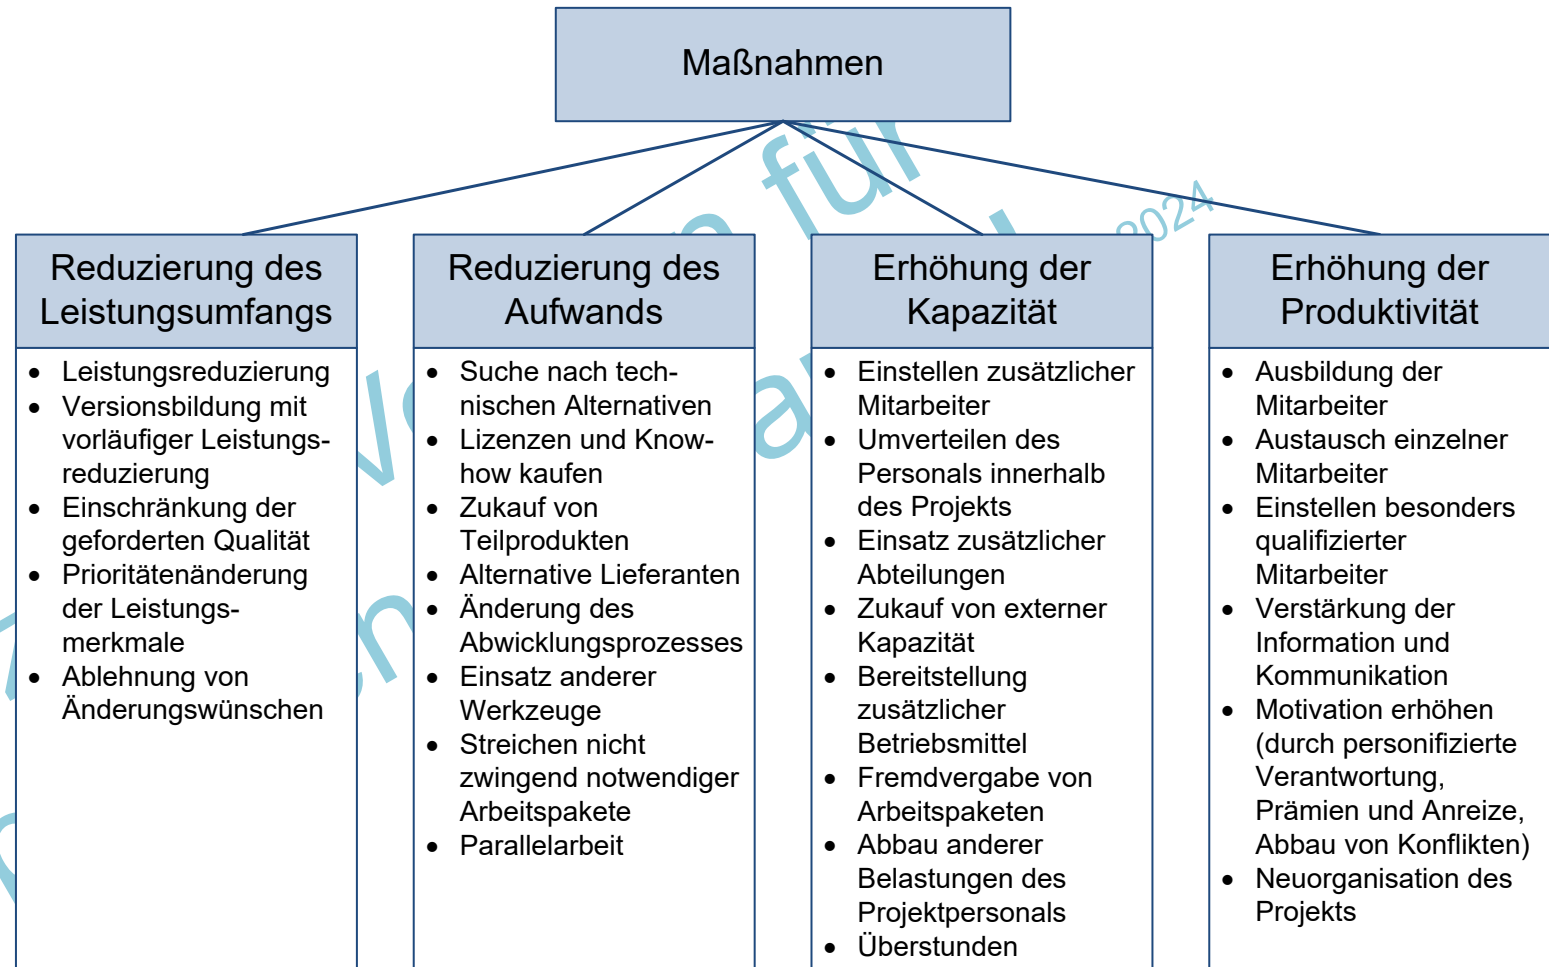 Maßnahmen
Reduzierung des
Leistungsumfangs
• Leistungsreduzierung
• Versionsbildung mit
vorläufiger Leistungs-
reduzierung
• Einschränkung der
geforderten Qualität
• Prioritätenänderung
der Leistungs-
merkmale
• Ablehnung von
Änderungswünschen
Reduzierung des
Aufwands
• Suche nach tech-
nischen Alternativen
• Lizenzen und Know-
how kaufen
• Zukauf von
Teilprodukten
• Alternative Lieferanten
• Änderung des
Abwicklungsprozesses
• Einsatz anderer
Werkzeuge
• Streichen nicht
zwingend notwendiger
Arbeitspakete
• Parallelarbeit
Erhöhung der
Kapazität
• Einstellen zusätzlicher
Mitarbeiter
• Umverteilen des
Personals innerhalb
des Projekts
• Einsatz zusätzlicher
Abteilungen
• Zukauf von externer
Kapazität
• Bereitstellung
zusätzlicher
Betriebsmittel
• Fremdvergabe von
Arbeitspaketen
• Abbau anderer
Belastungen des
Projektpersonals
• Überstunden
Erhöhung der
Produktivität
• Ausbildung der
Mitarbeiter
• Austausch einzelner
Mitarbeiter
• Einstellen besonders
qualifizierter
Mitarbeiter
• Verstärkung der
Information und
Kommunikation
• Motivation erhöhen
(durch personifizierte
Verantwortung,
Prämien und Anreize,
Abbau von Konflikten)
• Neuorganisation des
Projekts
für
2024